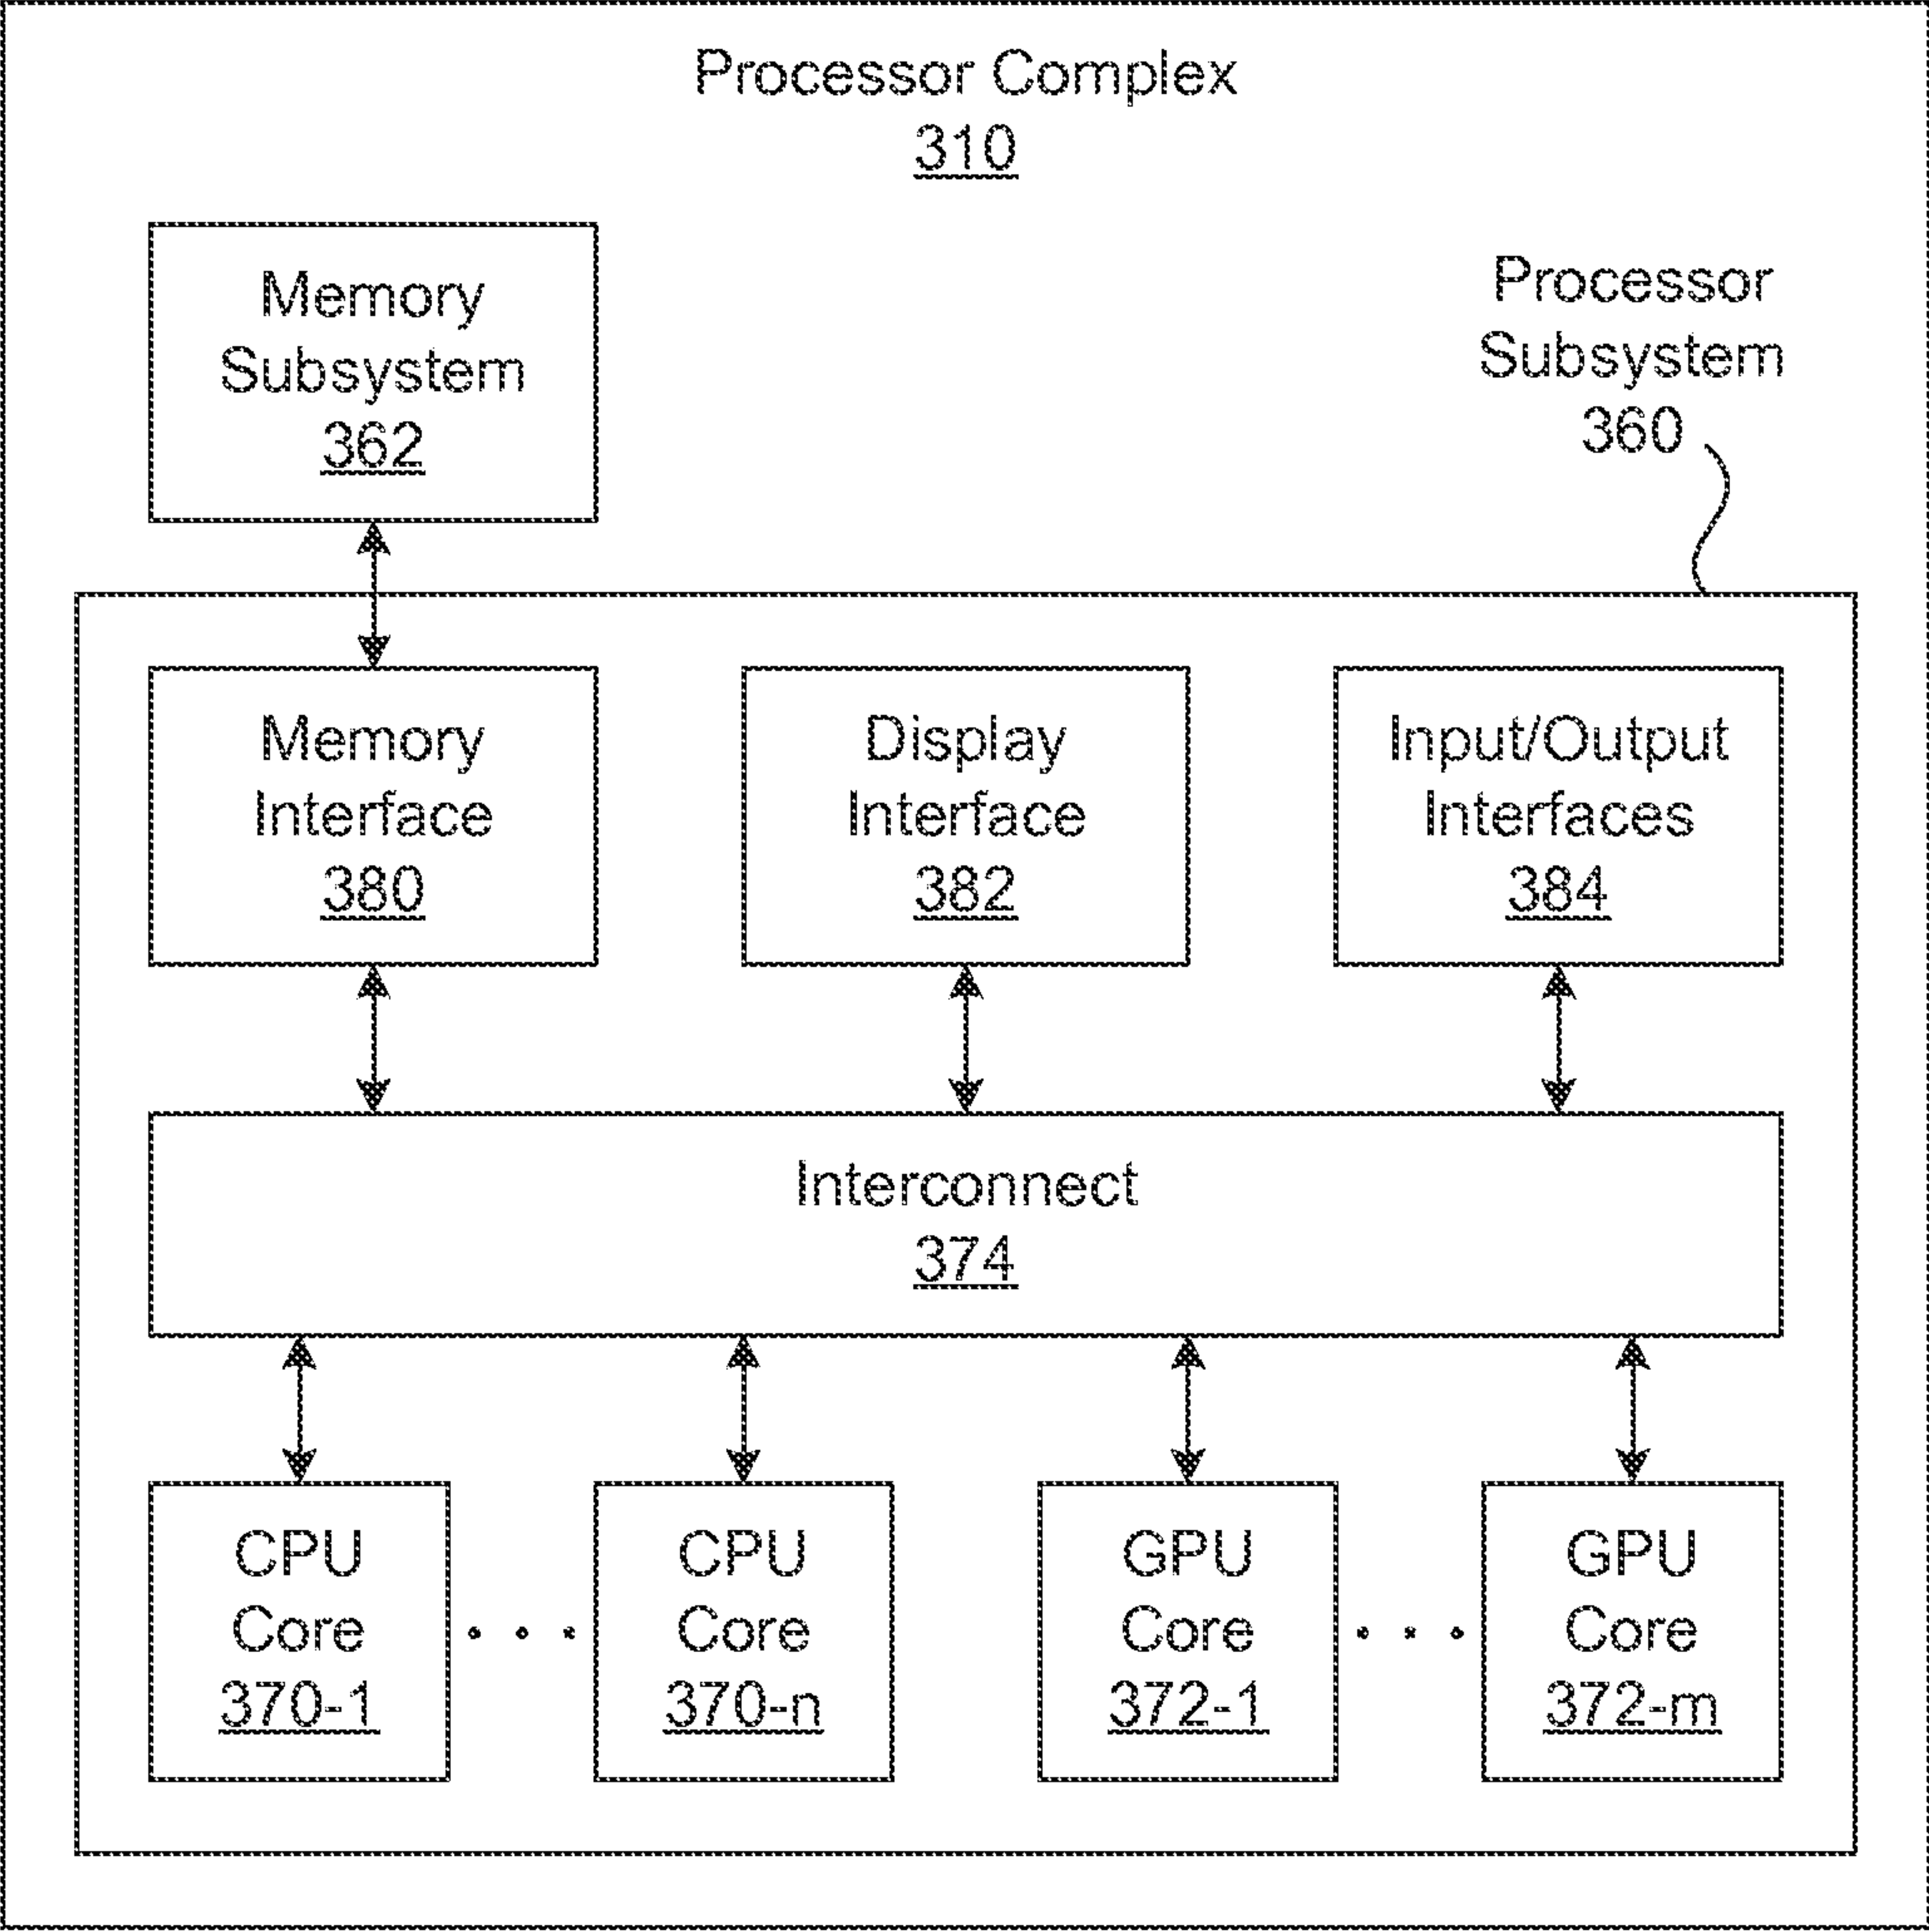 Processor Complex
310
Memory
Subsystem
362
Processor
Subsystem
360
Memory
Interface
380
Display
Interface
382
Input/Output
Interfaces
384
Interconnect
374
CPU
Core
370-1
CPU
Core
370-n
GPU
Core
372-1
GPU
Core
372-m